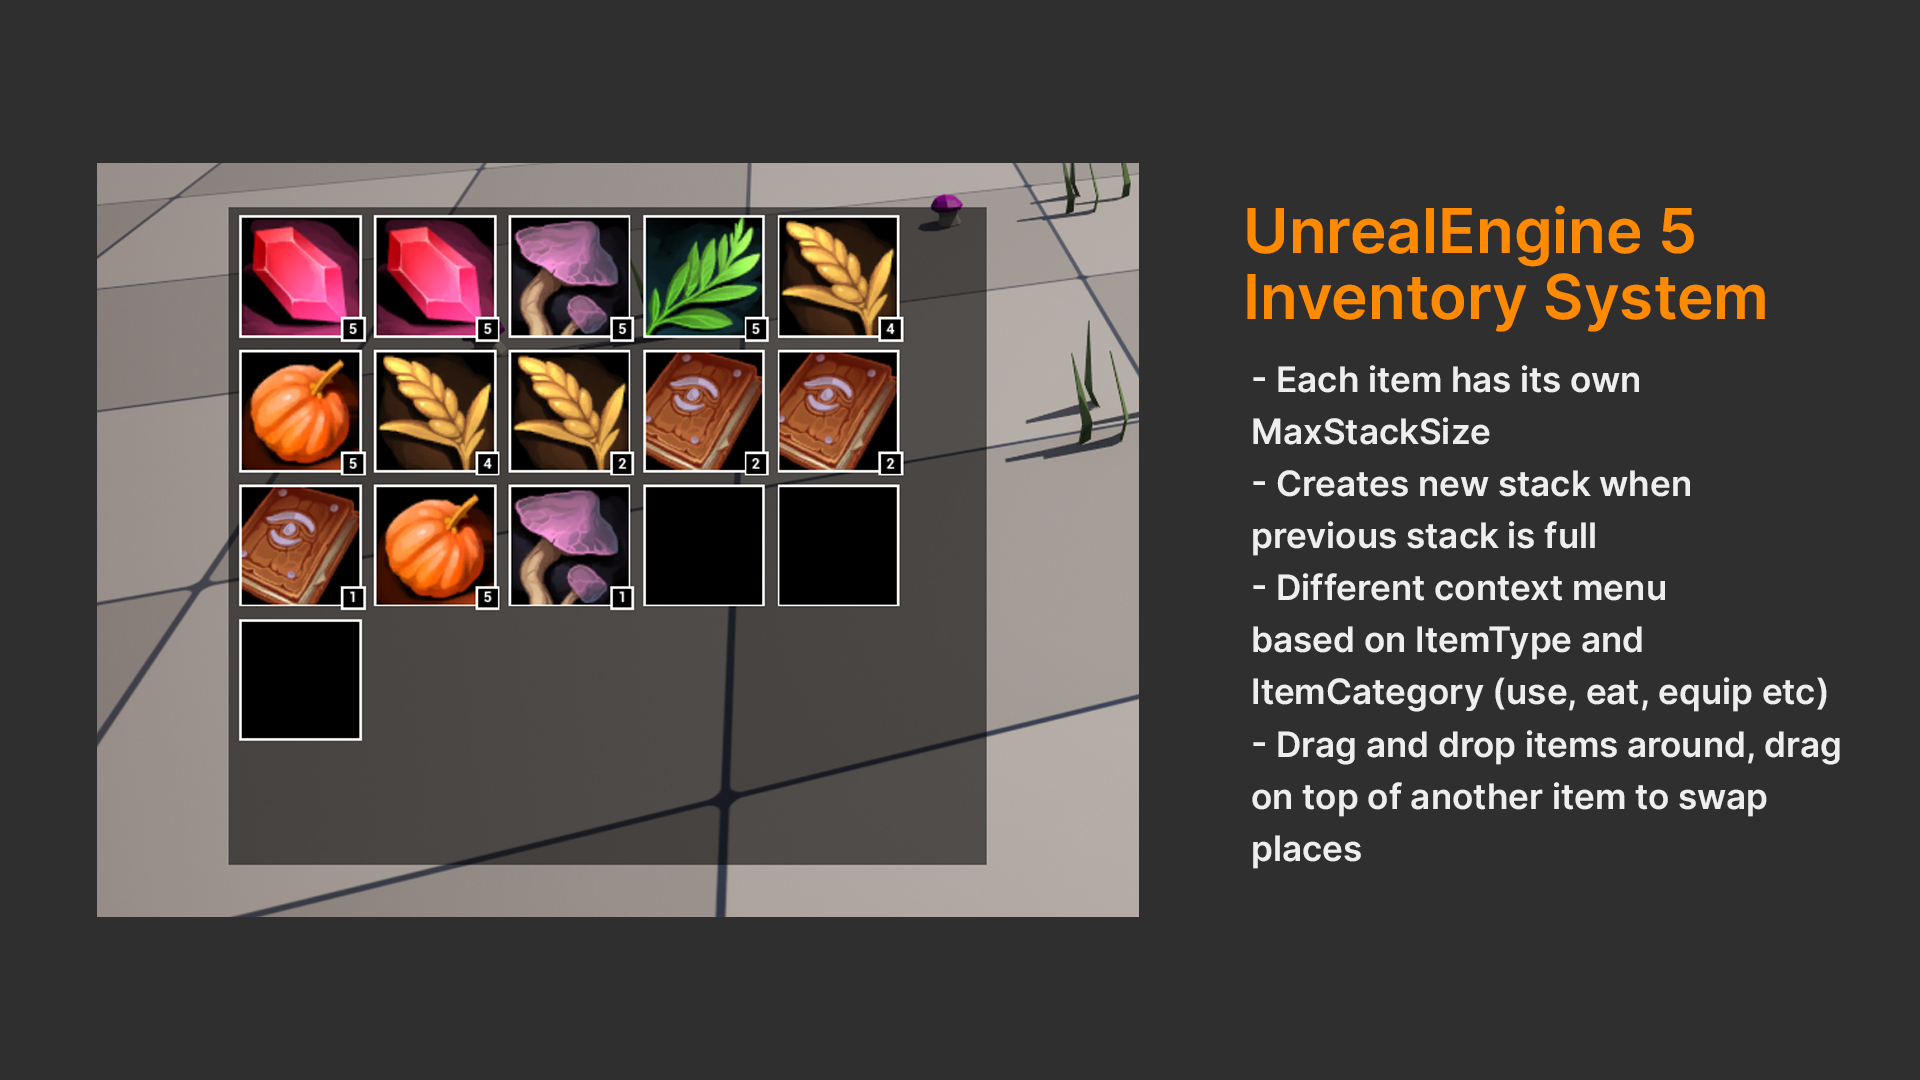 5 5 5 5 4
5 4 2 2 2
1 5 1
UnrealEngine 5
Inventory System
- Each item has its own
MaxStackSize
- Creates new stack when
previous stack is full
- Different context menu
based on ItemType and
ItemCategory (use, eat, equip etc)
- Drag and drop items around, drag
on top of another item to swap
places